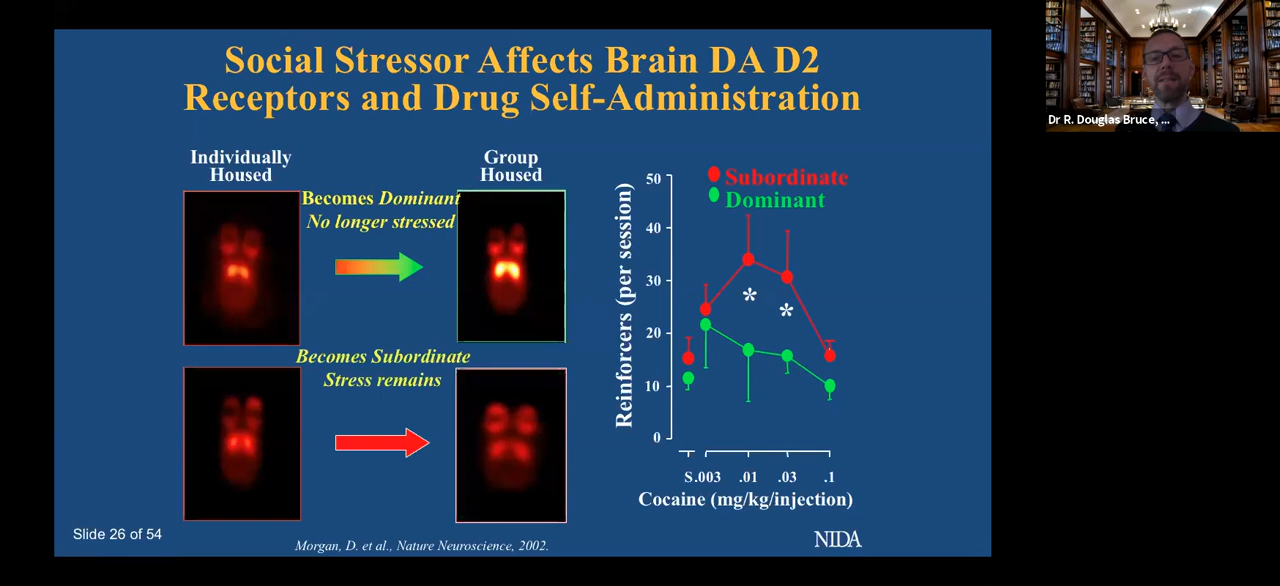 Social Stressor Affects Brain DA D2
Receptors and Drug Self-Administration
Individually
Housed
Becomes Dominant
No longer stressed
Group
Housed
Becomes Subordinate
Stress remains
Subordinate
Dominant
Reinforcers (per session)
50
40
30
20
10
0
*
*
S .003 .01 .03 .1
Cocaine (mg/kg/injection)
Slide 26 of 54
Morgan, D. et al., Nature Neuroscience, 2002.
NIDA
Dr R. Douglas Bruce, ...